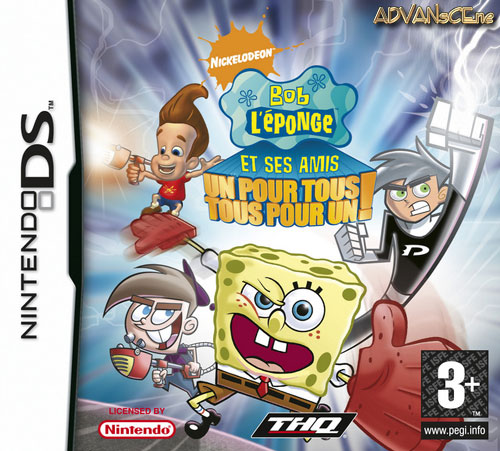 ADVANsCEne
NINTENDO DS™
NICKELODEON
BOB
L'ÉPONGE
ET SES AMIS
UN POUR TOUS
TOUS POUR UN!
D
LICENSED BY
Nintendo
THQ
3+
www.pegi.info